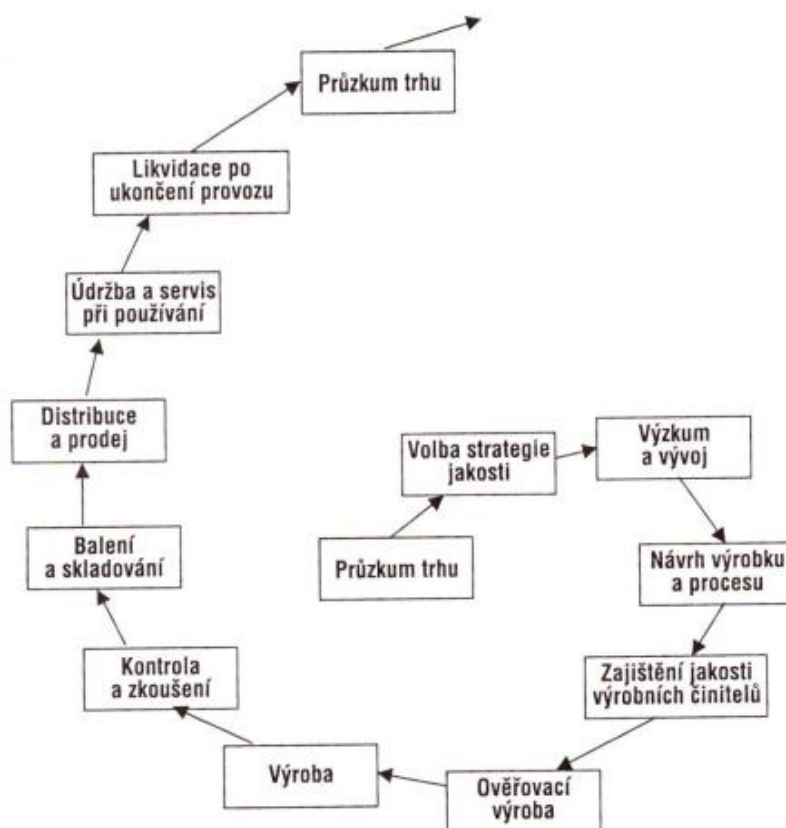 Průzkum trhu
Likvidace po
ukončení provozu
Údržba a servis
při používání
Distribuce
a prodej
Balení
a skladování
Kontrola
a zkoušení
Výroba
Ověřovací
výroba
Zajištění jakosti
výrobních činitelů
Návrh výrobku
a procesu
Výzkum
a vývoj
Volba strategie
jakosti
Průzkum trhu